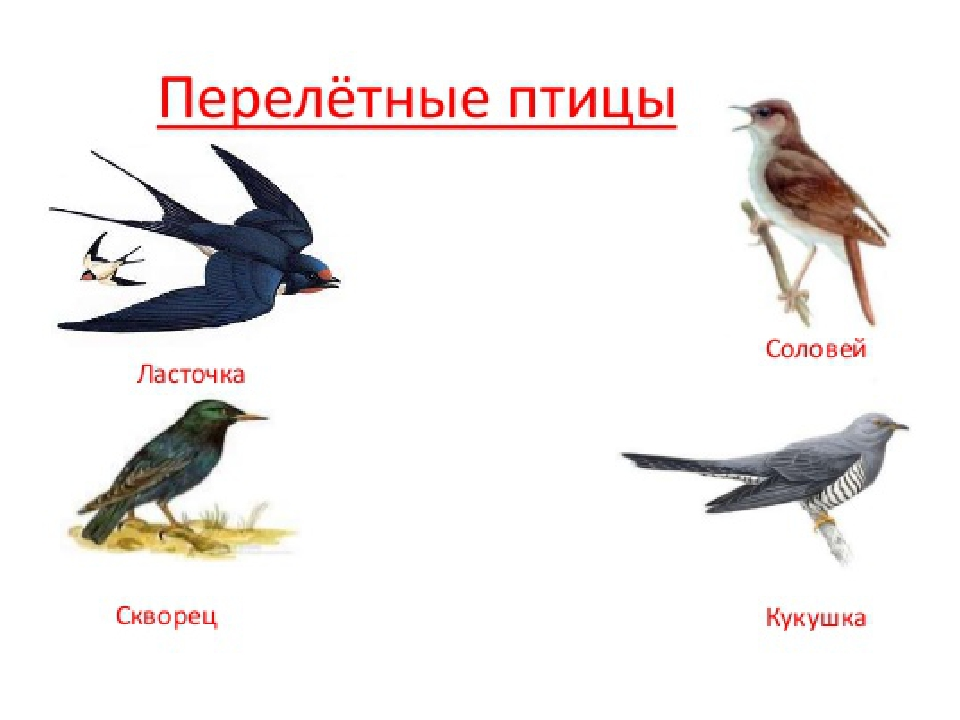 Перелётные птицы
Соловей
Ласточка
Скворец
Кукушка